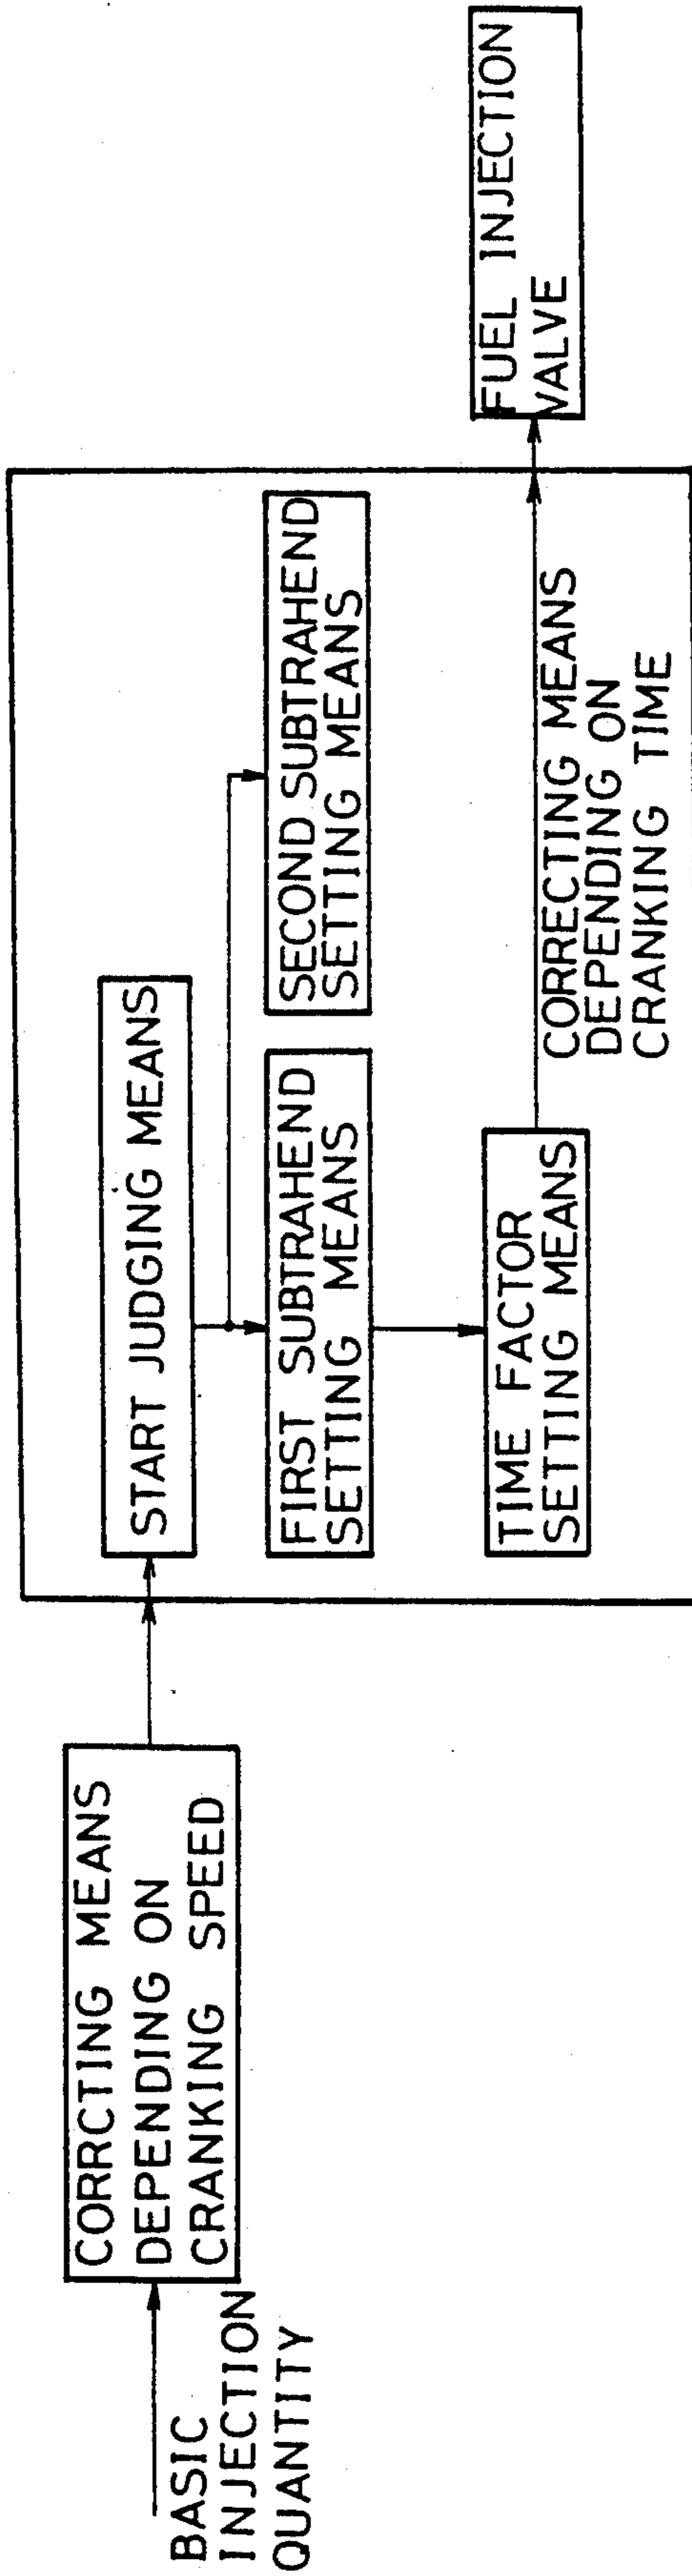 BASIC
INJECTION
QUANTITY
CORRCTING MEANS
DEPENDING ON
CRANKING SPEED
START JUDGING MEANS
FIRST SUBTRAHEND
SETTING MEANS
SECOND SUBTRAHEND
SETTING MEANS
TIME FACTOR
SETTING MEANS
CORRECTING MEANS
DEPENDING ON
CRANKING TIME
FUEL INJECTION
VALVE